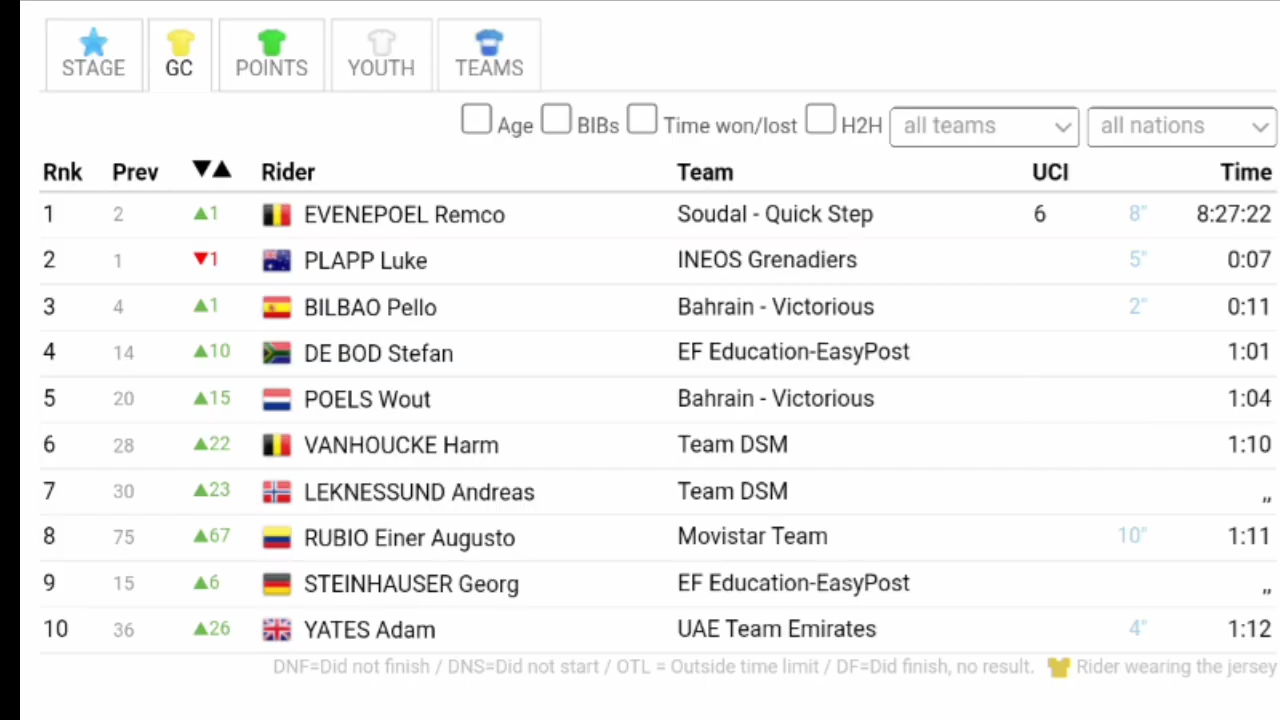 STAGE GC POINTS YOUTH TEAMS
Age BIBs Time won/lost H2H all teams all nations
Rnk Prev ▼▲ Rider Team UCI Time
1 2 ▲1 EVENEPOEL Remco Soudal - Quick Step 6 8" 8:27:22
2 1 ▼1 PLAPP Luke INEOS Grenadiers 5" 0:07
3 4 ▲1 BILBAO Pello Bahrain - Victorious 2" 0:11
4 14 ▲10 DE BOD Stefan EF Education-EasyPost 1:01
5 20 ▲15 POELS Wout Bahrain - Victorious 1:04
6 28 ▲22 VANHOUCKE Harm Team DSM 1:10
7 30 ▲23 LEKNESSUND Andreas Team DSM ,,
8 75 ▲67 RUBIO Einer Augusto Movistar Team 10" 1:11
9 15 ▲6 STEINHAUSER Georg EF Education-EasyPost ,,
10 36 ▲26 YATES Adam UAE Team Emirates 4" 1:12
DNF=Did not finish / DNS=Did not start / OTL = Outside time limit / DF=Did finish, no result. Rider wearing the jersey